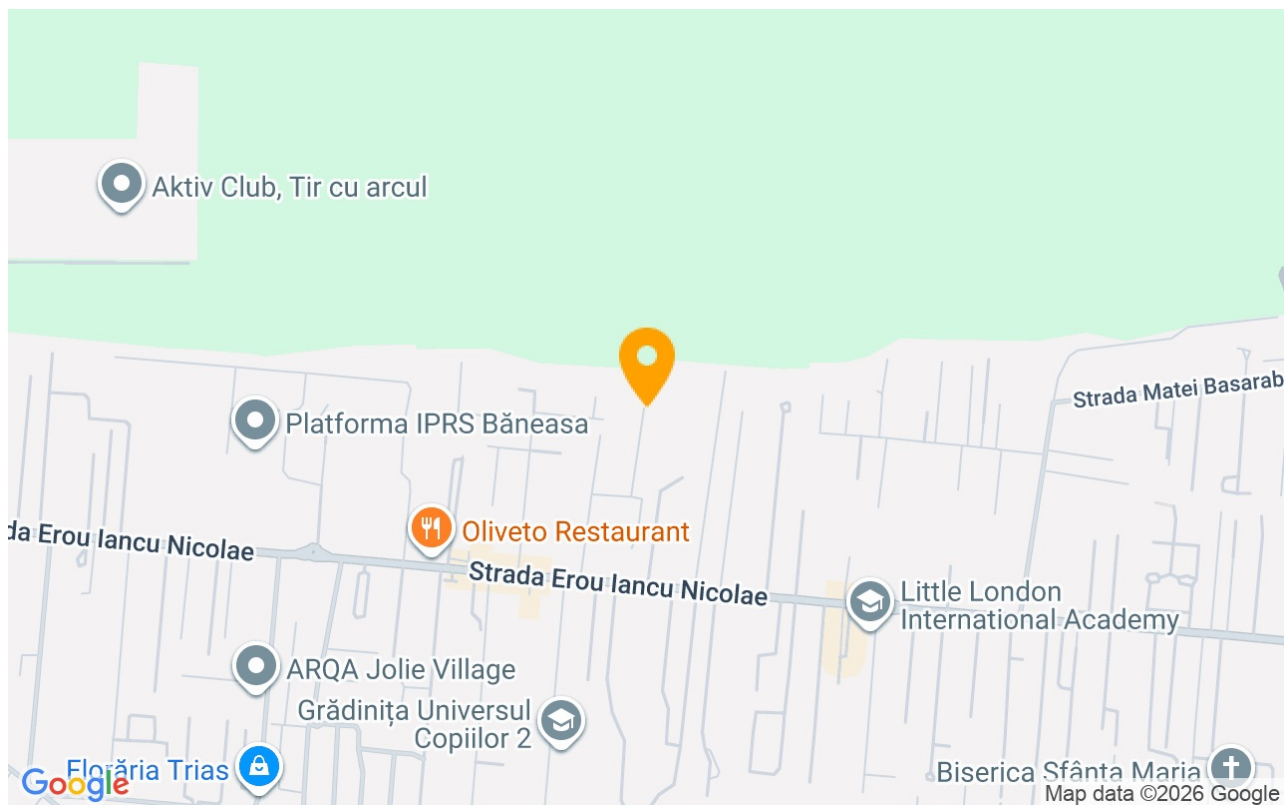 Aktiv Club, Tir cu arcul
Strada Matei Basarab
Platforma IPRS Băneasa
da Erou Iancu Nicolae
Oliveto Restaurant
Strada Erou Iancu Nicolae
Little London
International Academy
ARQA Jolie Village
Grădinița Universul
Copiilor 2
Florăria Trias
Biserica Sfânta Maria
Google
Map data ©2026 Google